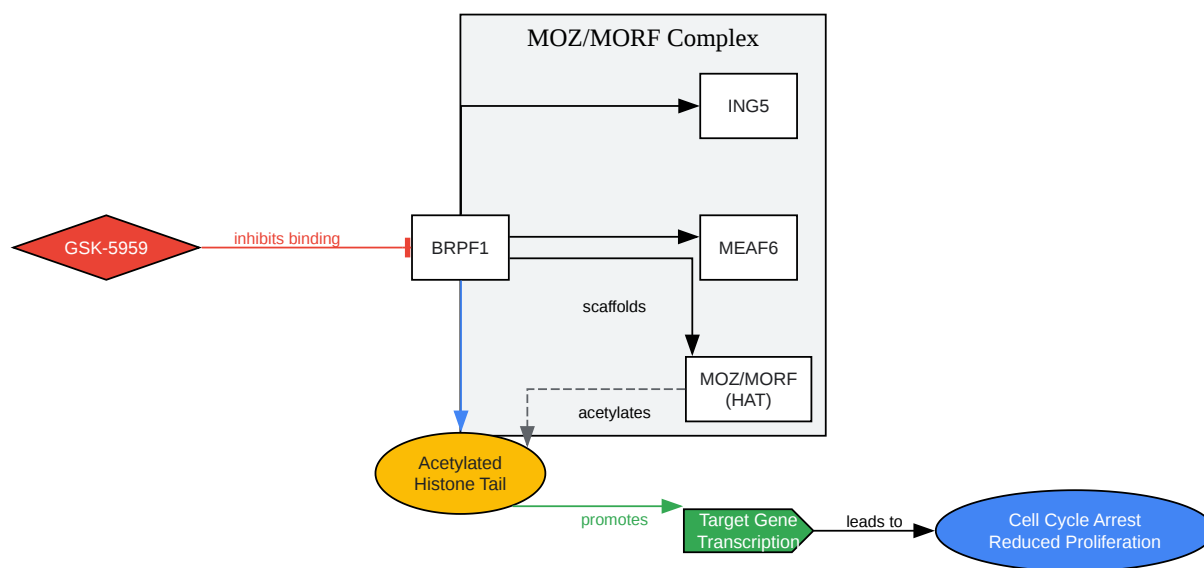 MOZ/MORF Complex
ING5
GSK-5959
inhibits binding
BRPF1
MEAF6
scaffolds
MOZ/MORF
(HAT)
acetylates
Acetylated
Histone Tail
promotes
Target Gene
Transcription
leads to
Cell Cycle Arrest
Reduced Proliferation